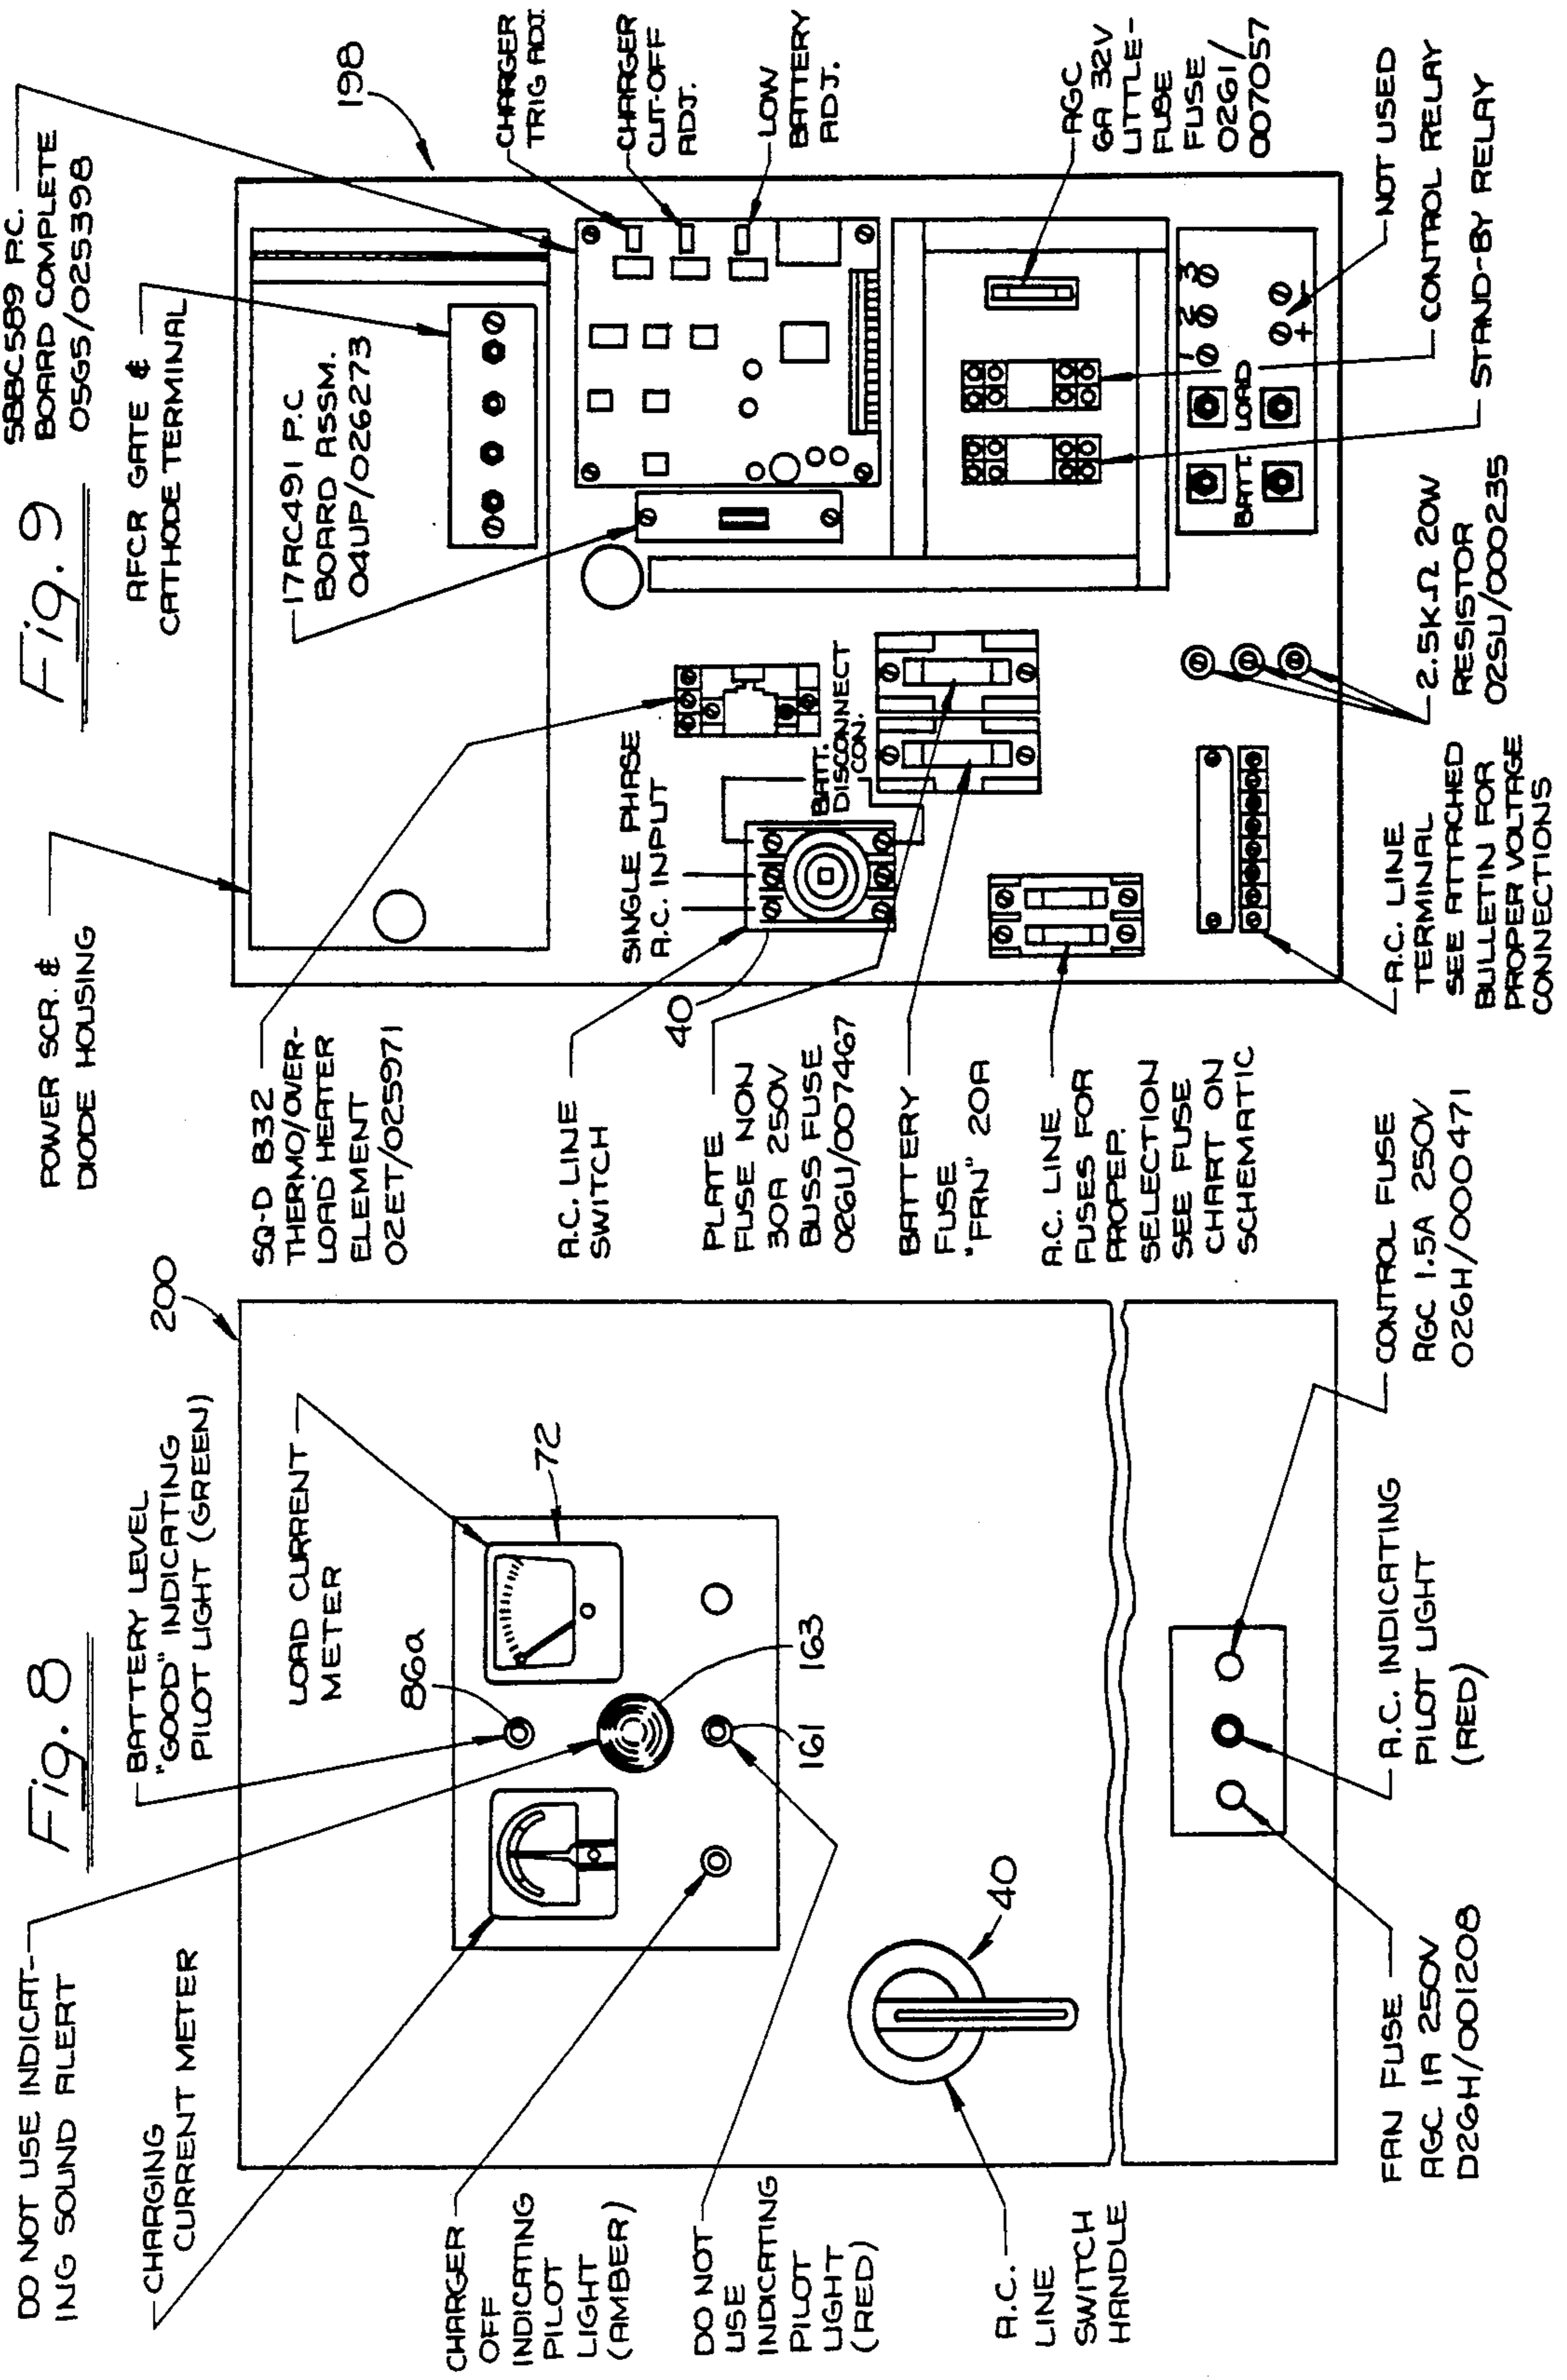 Fig. 8
DO NOT USE INDICAT-
ING SOUND ALERT
BATTERY LEVEL
"GOOD" INDICATING
PILOT LIGHT (GREEN)
200
CHARGING
CURRENT METER
LOAD CURRENT
METER
86a
72
163
161
CHARGER
OFF
INDICATING
PILOT
LIGHT
(AMBER)
DO NOT
USE
INDICATING
PILOT
LIGHT
(RED)
40
A.C.
LINE
SWITCH
HANDLE
FAN FUSE
AGC 1A 250V
D26H/001208
A.C. INDICATING
PILOT LIGHT
(RED)
CONTROL FUSE
AGC 1.5A 250V
026H/000471
Fig. 9
POWER SCR. &
DIODE HOUSING
AFCR GATE &
CATHODE TERMINAL
SBBC589 P.C.
BOARD COMPLETE
05G5/025398
198
17RC491 P.C
BOARD ASSM.
04UP/026273
CHARGER
TRIG ADJ.
CHARGER
CUT-OFF
ADJ.
LOW
BATTERY
ADJ.
SQ-D B32
THERMO/OVER-
LOAD HEATER
ELEMENT
02ET/025971
SINGLE PHASE
A.C. INPUT
BATT.
DISCONNECT
CON.
A.C. LINE
SWITCH
40
PLATE
FUSE NON
30A 250V
BUSS FUSE
026U/007467
BATTERY
FUSE
"FRN" 20A
A.C. LINE
FUSES FOR
PROPER.
SELECTION
SEE FUSE
CHART ON
SCHEMATIC
AGC
6A 32V
LITTLE-
FUSE
FUSE
0261/
007057
1 2 3
BATT. LOAD
+ -
NOT USED
CONTROL RELAY
STAND-BY RELAY
2.5KΩ 20W
RESISTOR
02SU/000235
A.C. LINE
TERMINAL
SEE ATTACHED
BULLETIN FOR
PROPER VOLTAGE
CONNECTIONS